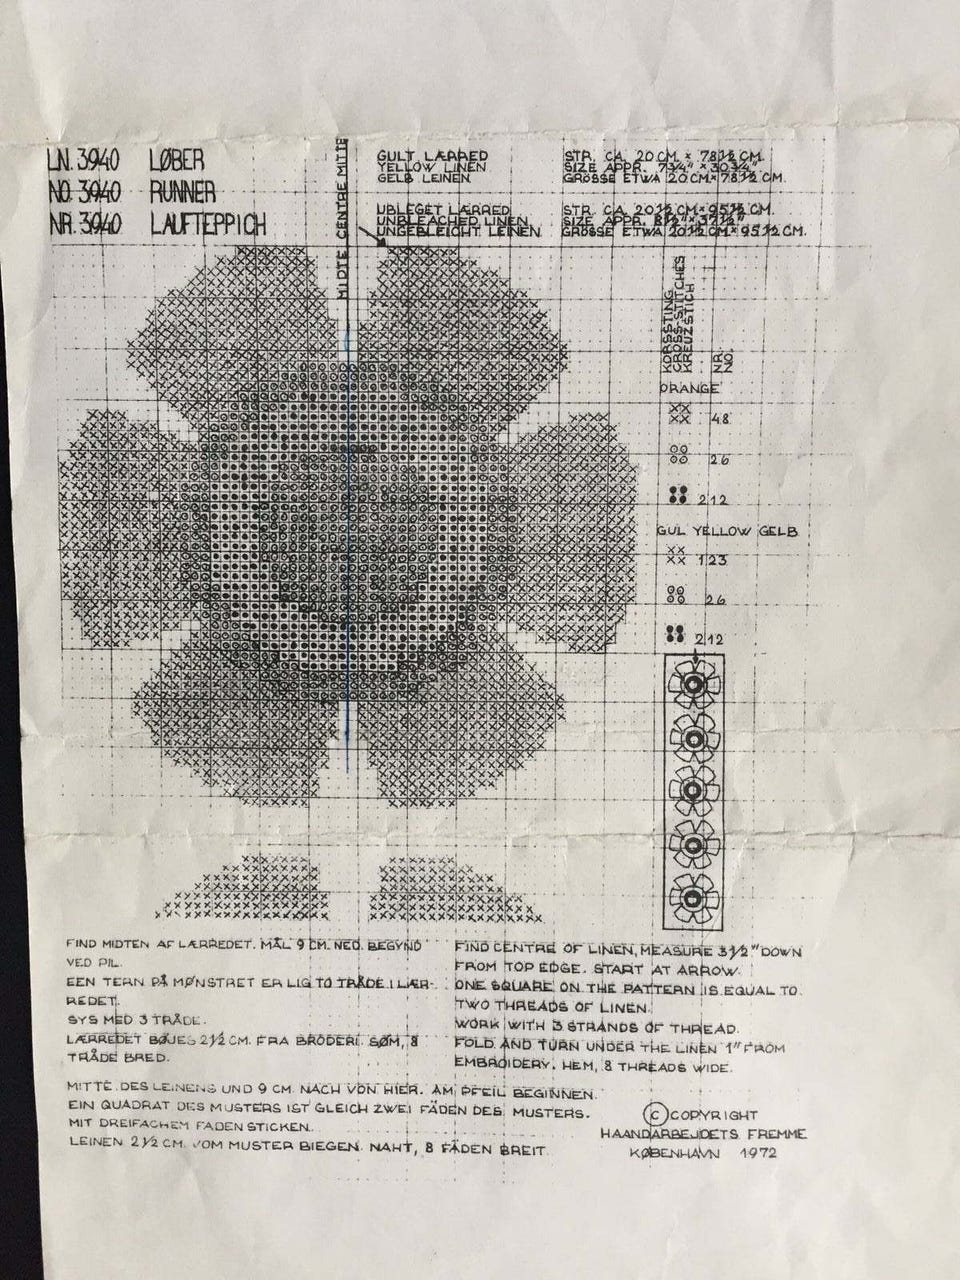 LN. 3940 LØBER
NO. 3940 RUNNER
NR. 3940 LAUFTEPPICH
MIDTE CENTRE MITTE
GULT LÆRRED STR. CA. 20 CM. × 78½ CM.
YELLOW LINEN SIZE APPR. 7¾" × 30¾"
GELB LEINEN GRÖSSE ETWA 20 CM. × 78½ CM.
UBLEGET LÆRRED STR. CA. 20½ CM. × 95½ CM.
UNBLEACHED LINEN SIZE APPR. 8½" × 37½"
UNGEBLEICHT LEINEN GRÖSSE ETWA 20½ CM. × 95½ CM.
KORSSTING
CROSS-STITCHES
KREUZSTICH
NR.
NO.
ORANGE
48
26
212
GUL YELLOW GELB
123
26
212
FIND MIDTEN AF LÆRREDET. MÅL 9 CM. NED. BEGYND
VED PIL.
EEN TERN PÅ MØNSTRET ER LIG TO TRÅDE I LÆR-
REDET.
SYS MED 3 TRÅDE.
LÆRREDET BØJES 2½ CM. FRA BRODERI. SØM, 8
TRÅDE BRED.
FIND CENTRE OF LINEN, MEASURE 3½" DOWN
FROM TOP EDGE. START AT ARROW.
ONE SQUARE ON THE PATTERN IS EQUAL TO
TWO THREADS OF LINEN.
WORK WITH 3 STRANDS OF THREAD.
FOLD AND TURN UNDER THE LINEN 1" FROM
EMBROIDERY. HEM, 8 THREADS WIDE.
MITTE DES LEINENS UND 9 CM. NACH VON HIER. AM PFEIL BEGINNEN.
EIN QUADRAT DES MUSTERS IST GLEICH ZWEI FÄDEN DES MUSTERS.
MIT DREIFACHEM FADEN STICKEN.
LEINEN 2½ CM. VOM MUSTER BIEGEN. NAHT, 8 FÄDEN BREIT.
© COPYRIGHT
HAANDARBEJDETS FREMME
KØBENHAVN 1972